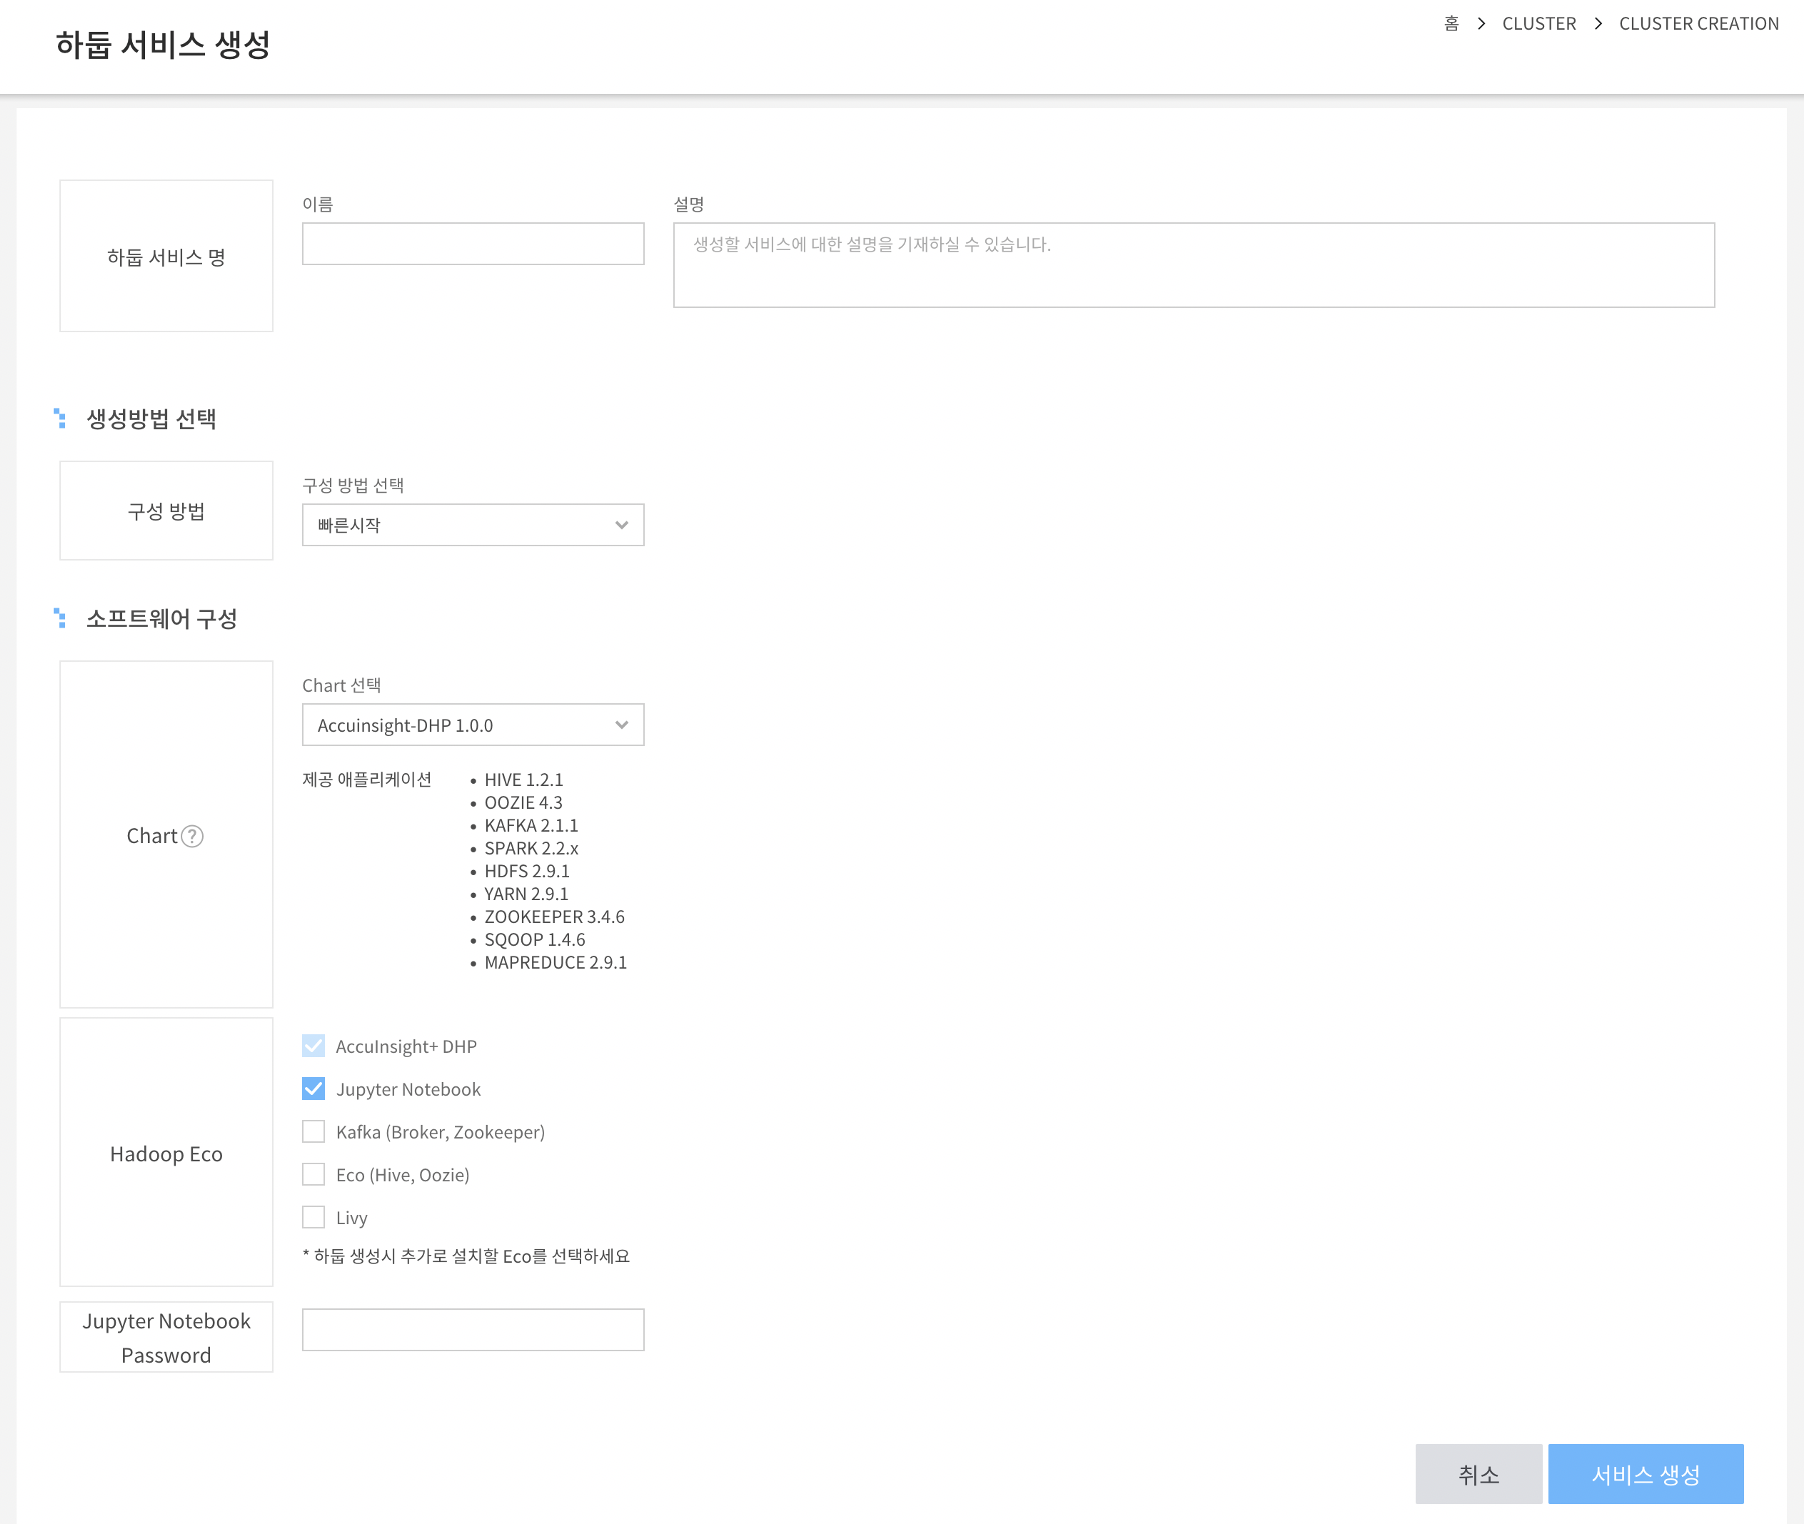 하둡 서비스 생성
홈 > CLUSTER > CLUSTER CREATION
하둡 서비스 명
이름
설명
생성할 서비스에 대한 설명을 기재하실 수 있습니다.
생성방법 선택
구성 방법
구성 방법 선택
빠른시작
소프트웨어 구성
Chart ?
Chart 선택
Accuinsight-DHP 1.0.0
제공 애플리케이션
• HIVE 1.2.1
• OOZIE 4.3
• KAFKA 2.1.1
• SPARK 2.2.x
• HDFS 2.9.1
• YARN 2.9.1
• ZOOKEEPER 3.4.6
• SQOOP 1.4.6
• MAPREDUCE 2.9.1
Hadoop Eco
AccuInsight+ DHP
Jupyter Notebook
Kafka (Broker, Zookeeper)
Eco (Hive, Oozie)
Livy
* 하둡 생성시 추가로 설치할 Eco를 선택하세요
Jupyter Notebook
Password
취소
서비스 생성